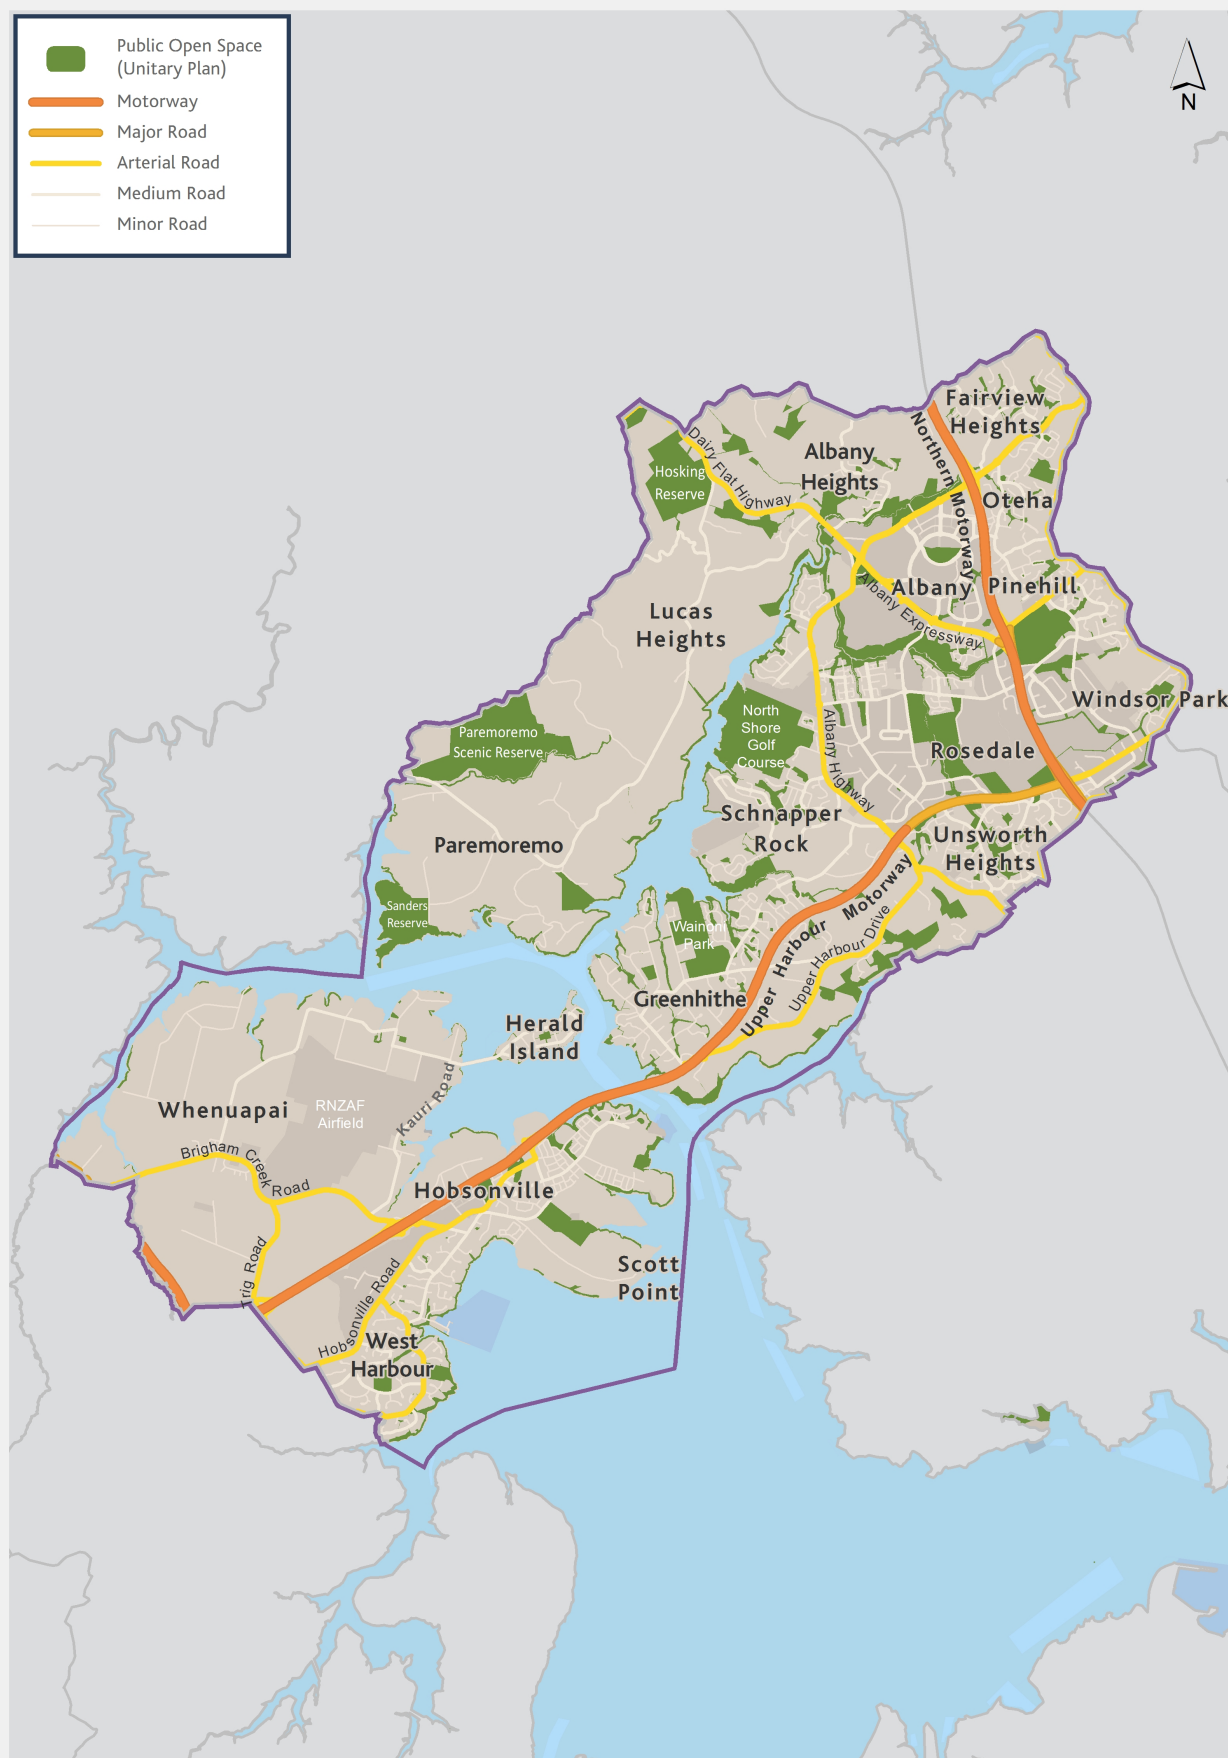 Public Open Space
(Unitary Plan)
Motorway
Major Road
Arterial Road
Medium Road
Minor Road
N
Fairview
Heights
Northern Motorway
Albany
Heights
Dairy Flat Highway
Hosking
Reserve
Oteha
Albany
Pinehill
Albany Expressway
Lucas
Heights
Windsor Park
North
Shore
Golf
Course
Albany Highway
Paremoremo
Scenic Reserve
Rosedale
Schnapper
Rock
Unsworth
Heights
Paremoremo
Sanders
Reserve
Wainoni
Park
Upper Harbour Motorway
Upper Harbour Drive
Greenhithe
Herald
Island
Kauri Road
Whenuapai
RNZAF
Airfield
Brigham Creek Road
Hobsonville
Trig Road
Scott
Point
Hobsonville Road
West
Harbour